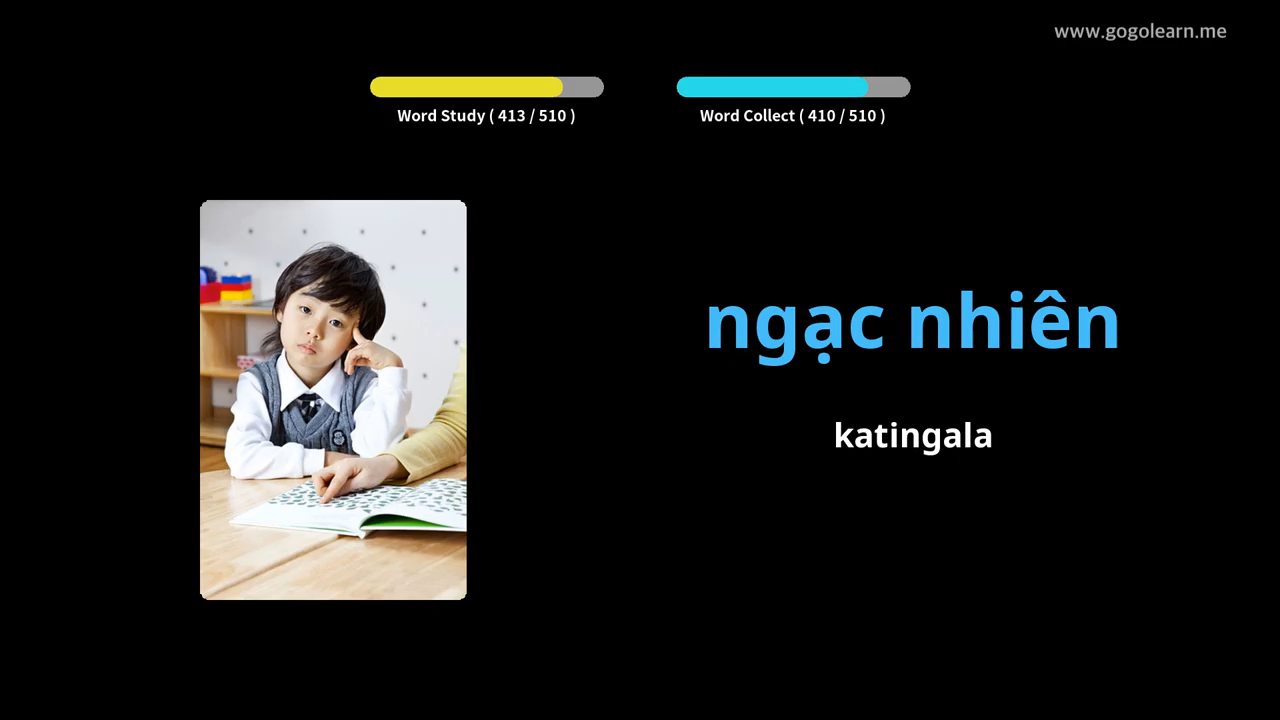 www.gogolearn.me
Word Study ( 413 / 510 )
Word Collect ( 410 / 510 )
ngạc nhiên
katingala